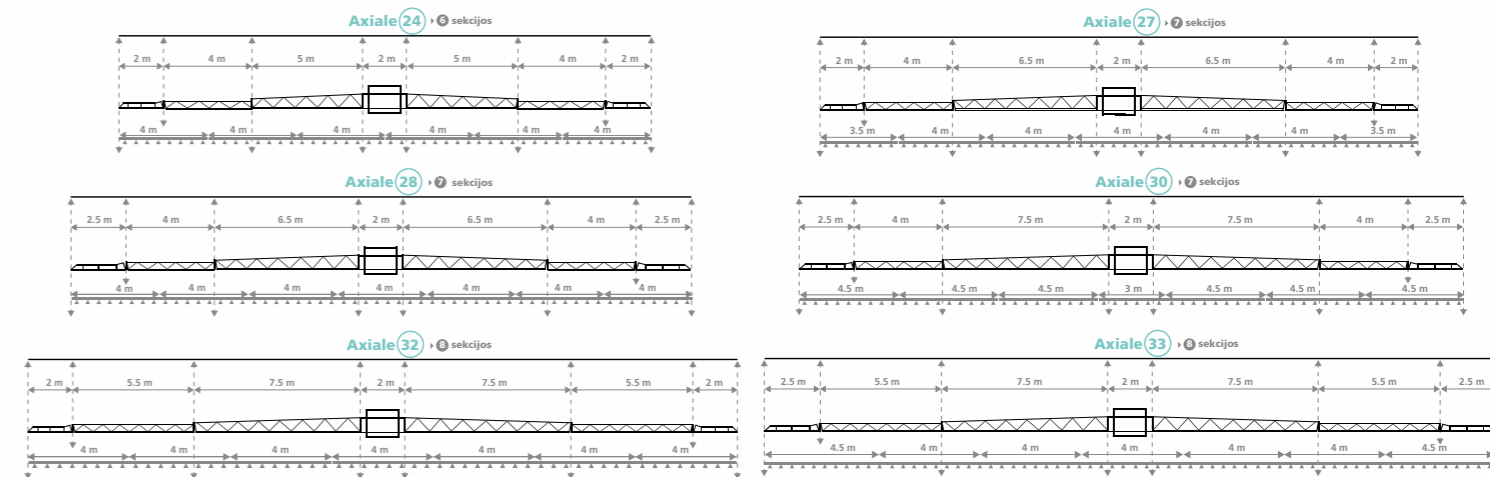 Axiale 24 6 sekcijos
2 m 4 m 5 m 2 m 5 m 4 m 2 m
4 m 4 m 4 m 4 m 4 m 4 m
Axiale 27 7 sekcijos
2 m 4 m 6.5 m 2 m 6.5 m 4 m 2 m
3.5 m 4 m 4 m 4 m 4 m 4 m 3.5 m
Axiale 28 7 sekcijos
2.5 m 4 m 6.5 m 2 m 6.5 m 4 m 2.5 m
4 m 4 m 4 m 4 m 4 m 4 m 4 m
Axiale 30 7 sekcijos
2.5 m 4 m 7.5 m 2 m 7.5 m 4 m 2.5 m
4.5 m 4.5 m 4.5 m 3 m 4.5 m 4.5 m 4.5 m
Axiale 32 8 sekcijos
2 m 5.5 m 7.5 m 2 m 7.5 m 5.5 m 2 m
4 m 4 m 4 m 4 m 4 m 4 m 4 m
Axiale 33 8 sekcijos
2.5 m 5.5 m 7.5 m 2 m 7.5 m 5.5 m 2.5 m
4.5 m 4 m 4 m 4 m 4 m 4 m 4.5 m